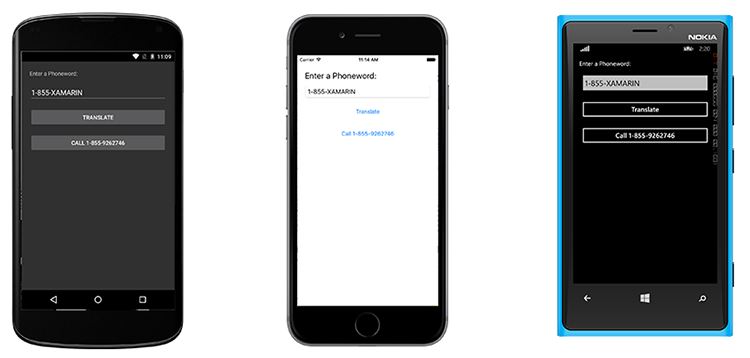 11:09
Enter a Phoneword:
1-855-XAMARIN
TRANSLATE
CALL 1-855-9262746
Carrier
11:14 AM
Enter a Phoneword:
1-855-XAMARIN
Translate
Call 1-855-9262746
NOKIA
2:20
Enter a Phoneword:
1-855-XAMARIN
Translate
Call 1-855-9262746